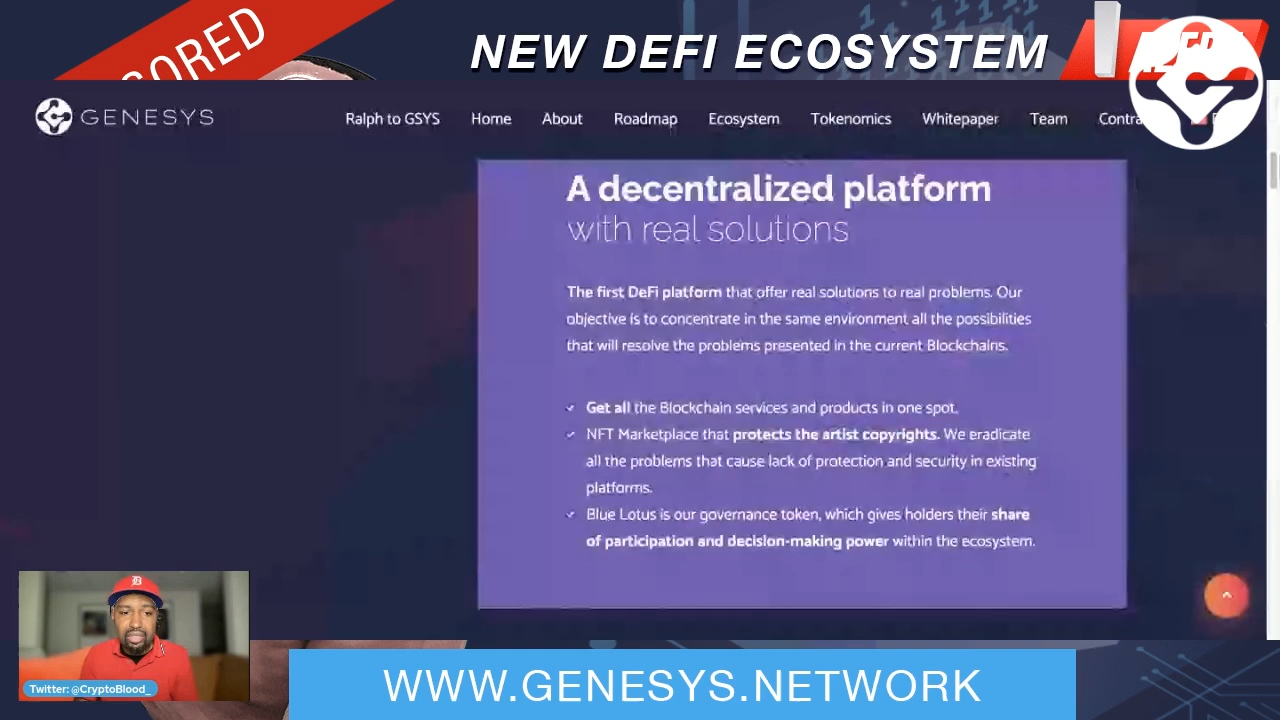 ORED
NEW DEFI ECOSYSTEM
GENESYS
Ralph to GSYS Home About Roadmap Ecosystem Tokenomics Whitepaper Team Contra
A decentralized platform
with real solutions
The first DeFi platform that offer real solutions to real problems. Our
objective is to concentrate in the same environment all the possibilities
that will resolve the problems presented in the current Blockchains.
Get all the Blockchain services and products in one spot.
NFT Marketplace that protects the artist copyrights. We eradicate
all the problems that cause lack of protection and security in existing
platforms.
Blue Lotus is our governance token, which gives holders their share
of participation and decision-making power within the ecosystem.
B
Twitter: @CryptoBlood_
WWW.GENESYS.NETWORK